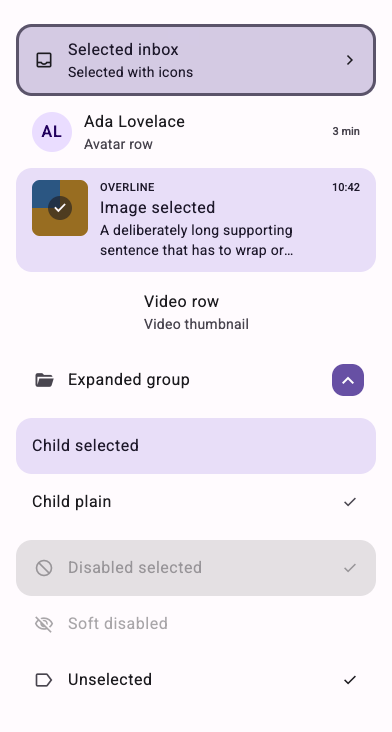 Selected inbox
Selected with icons
AL
Ada Lovelace
3 min
Avatar row
OVERLINE
10:42
Image selected
A deliberately long supporting
sentence that has to wrap or…
Video row
Video thumbnail
Expanded group
Child selected
Child plain
Disabled selected
Soft disabled
Unselected